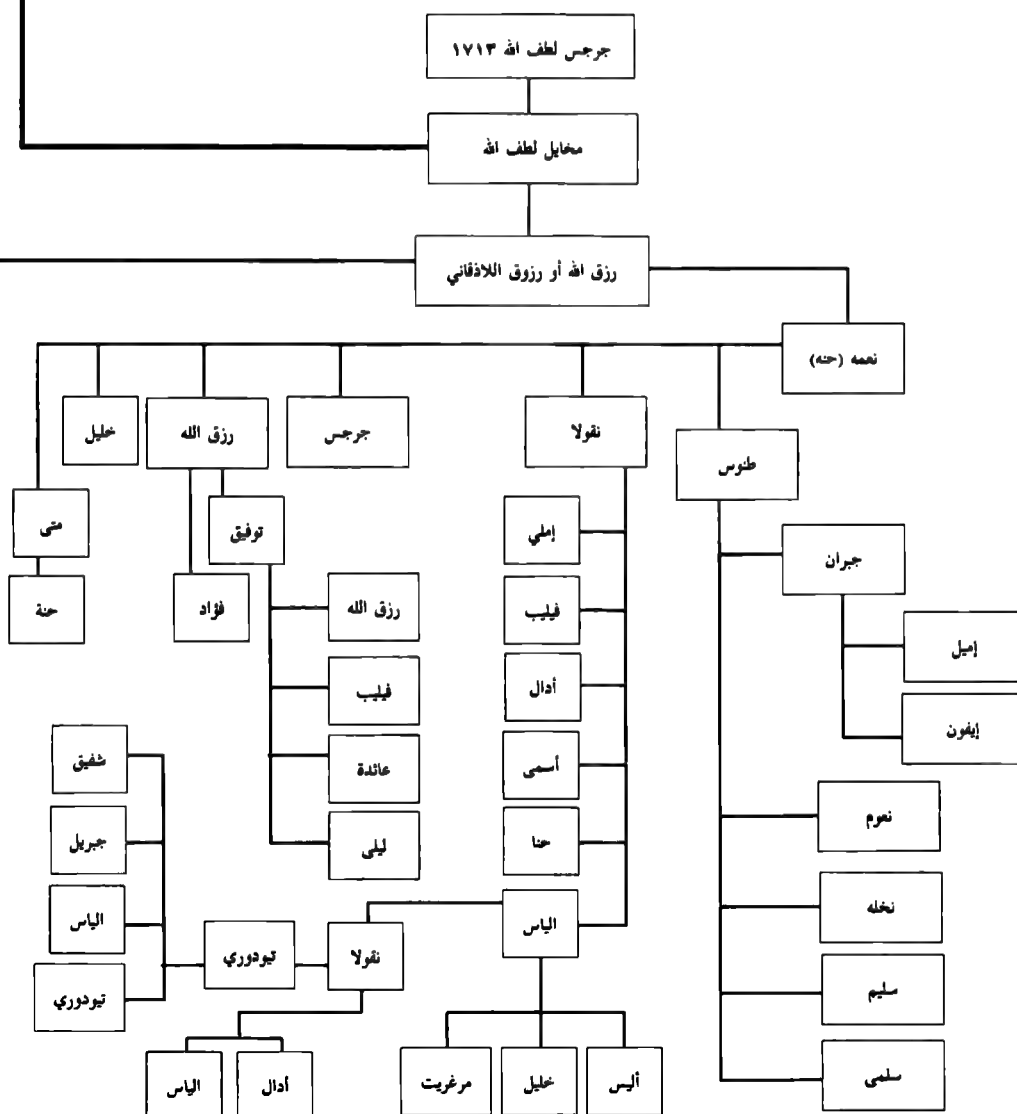 جرجس لطف الله ١٧١٣
مخايل لطف الله
رزق الله أو رزوق اللاذقاني
نعمه (حنه)
طنوس
نقولا
جرجس
رزق الله
خليل
متى
حنة
توفيق
فؤاد
رزق الله
فيليب
عائدة
ليلى
إملي
فيليب
أدال
أسمى
حنا
الياس
جبران
إميل
إيفون
نعوم
نخله
سليم
سلمى
أليس
خليل
مرغريت
نقولا
تيودوري
أدال
الياس
شفيق
جبريل
الياس
تيودوري